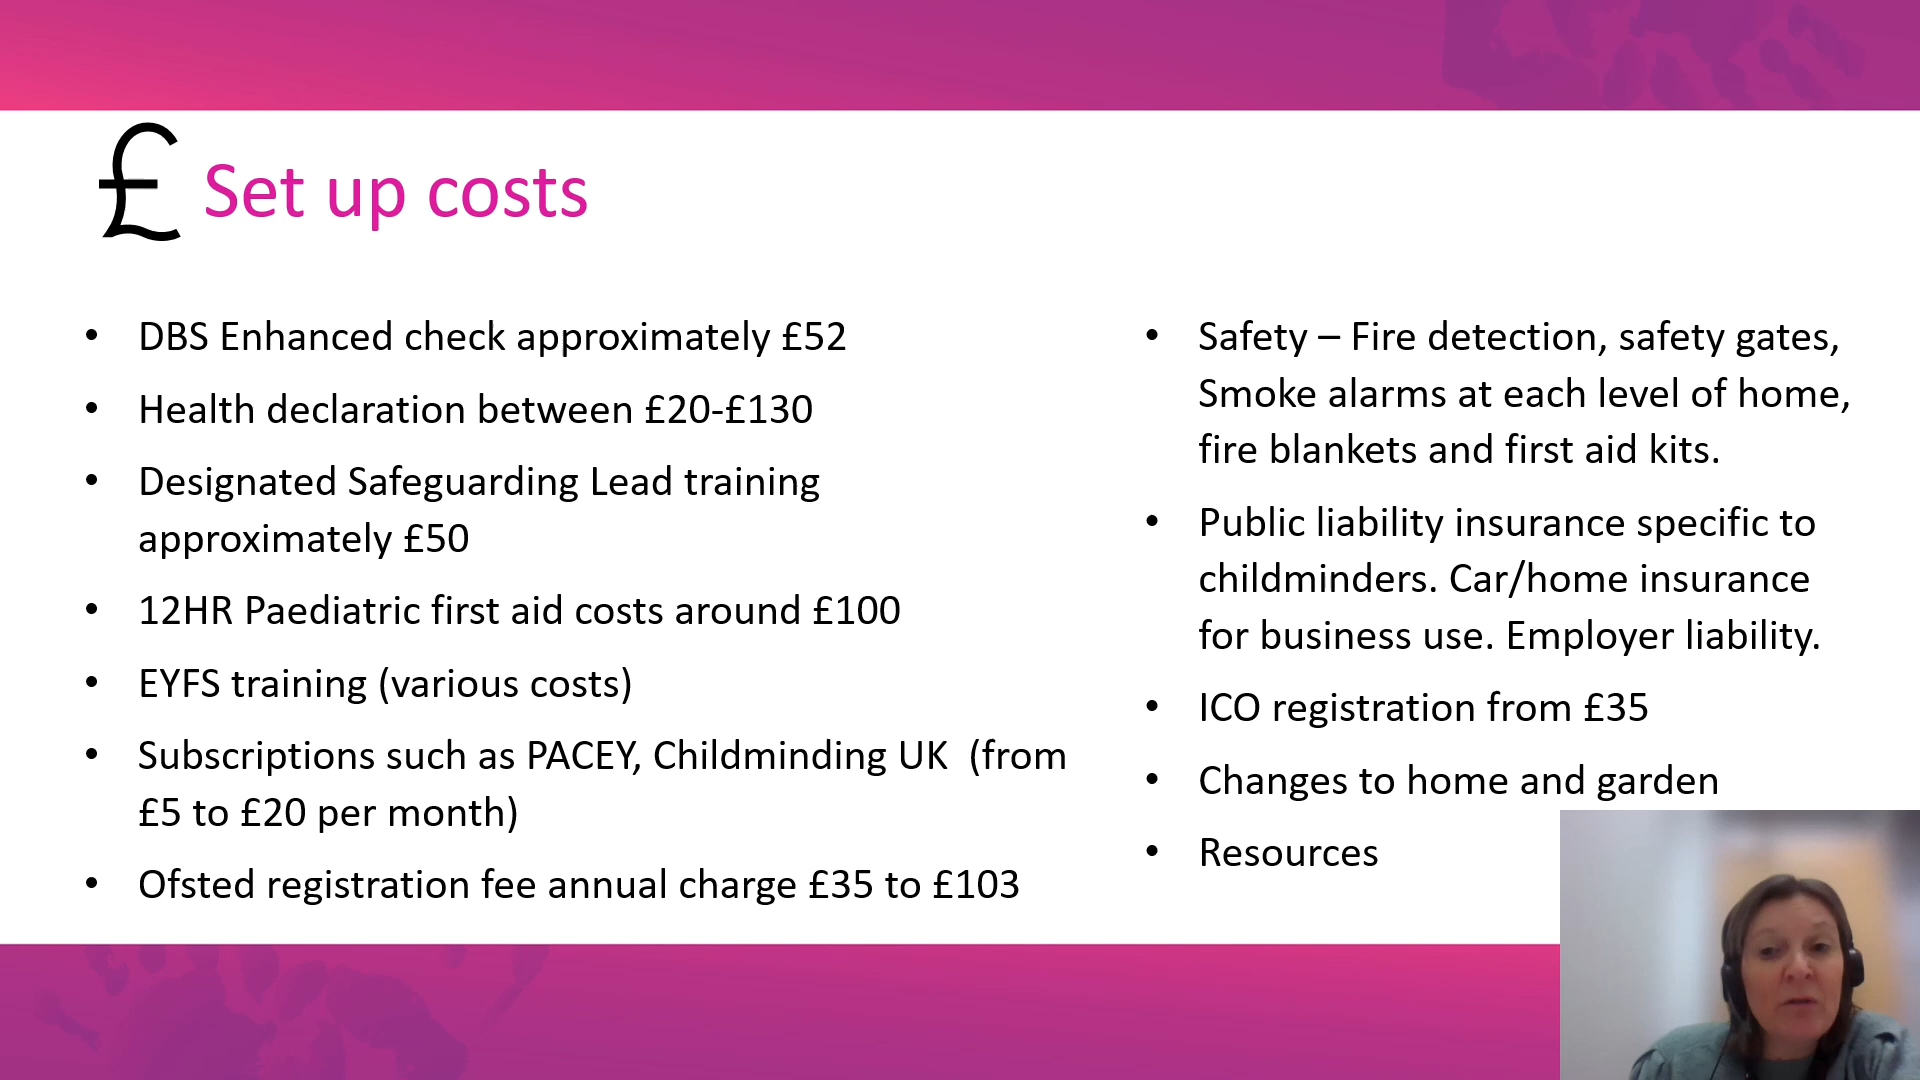 £ Set up costs
• DBS Enhanced check approximately £52
• Health declaration between £20-£130
• Designated Safeguarding Lead training
approximately £50
• 12HR Paediatric first aid costs around £100
• EYFS training (various costs)
• Subscriptions such as PACEY, Childminding UK  (from
£5 to £20 per month)
• Ofsted registration fee annual charge £35 to £103
• Safety – Fire detection, safety gates,
Smoke alarms at each level of home,
fire blankets and first aid kits.
• Public liability insurance specific to
childminders. Car/home insurance
for business use. Employer liability.
• ICO registration from £35
• Changes to home and garden
• Resources